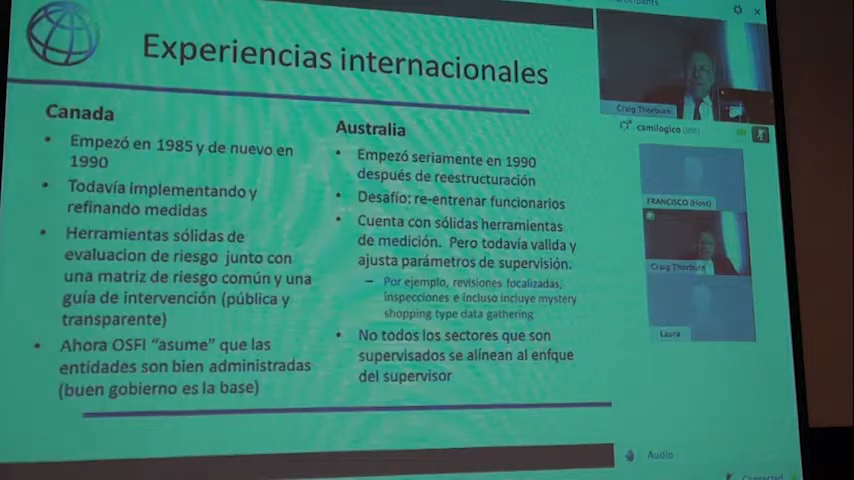 Experiencias internacionales
Canada
• Empezó en 1985 y de nuevo en
1990
• Todavía implementando y
refinando medidas
• Herramientas sólidas de
evaluacion de riesgo junto con
una matriz de riesgo común y una
guía de intervención (pública y
transparente)
• Ahora OSFI "asume" que las
entidades son bien administradas
(buen gobierno es la base)
Australia
• Empezó seriamente en 1990
después de reestructuración
• Desafío: re-entrenar funcionarios
• Cuenta con sólidas herramientas
de medición. Pero todavía valida y
ajusta parámetros de supervisión.
– Por ejemplo, revisiones focalizadas,
inspecciones e incluso incluye mystery
shopping type data gathering
• No todos los sectores que son
supervisados se alinean al enfque
del supervisor
Craig Thorburn
camilogico
FRANCISCO (Host)
Craig Thorburn
Laura
Audio
Connected